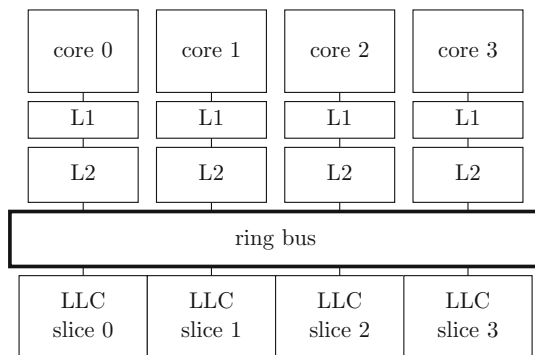 core 0 core 1 core 2 core 3
L1 L1 L1 L1
L2 L2 L2 L2
ring bus
LLC LLC LLC LLC
slice 0 slice 1 slice 2 slice 3